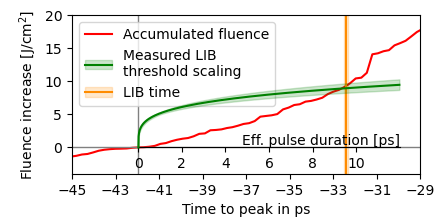 Fluence increase [J/cm²]
20
15
10
5
0
Accumulated fluence
Measured LIB
threshold scaling
LIB time
Eff. pulse duration [ps]
0 2 4 6 8 10
−45 −43 −41 −39 −37 −35 −33 −31 −29
Time to peak in ps